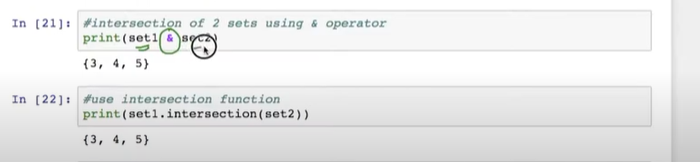 In [21]: #intersection of 2 sets using & operator
print(set1 & set2)
{3, 4, 5}
In [22]: #use intersection function
print(set1.intersection(set2))
{3, 4, 5}